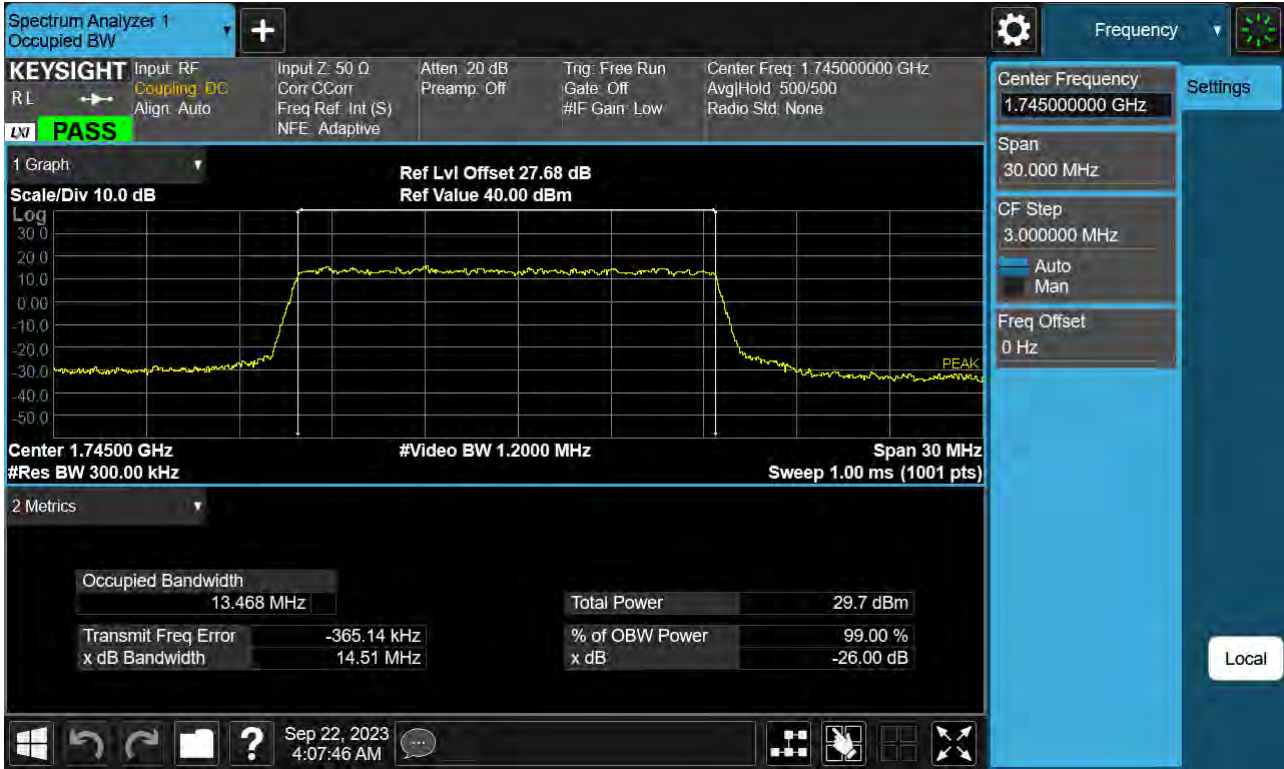 Spectrum Analyzer 1
Occupied BW
Frequency
KEYSIGHT
RL
LXI
PASS
Input: RF
Coupling: DC
Align: Auto
Input Z: 50 Ω
Corr CCorr
Freq Ref: Int (S)
NFE: Adaptive
Atten: 20 dB
Preamp: Off
Trig: Free Run
Gate: Off
#IF Gain: Low
Center Freq: 1.745000000 GHz
Avg|Hold: 500/500
Radio Std: None
1 Graph
Scale/Div 10.0 dB
Ref Lvl Offset 27.68 dB
Ref Value 40.00 dBm
Log
30.0
20.0
10.0
0.00
-10.0
-20.0
-30.0
-40.0
-50.0
PEAK
Center 1.74500 GHz
#Video BW 1.2000 MHz
Span 30 MHz
#Res BW 300.00 kHz
Sweep 1.00 ms (1001 pts)
2 Metrics
Occupied Bandwidth
13.468 MHz
Total Power 29.7 dBm
Transmit Freq Error -365.14 kHz
% of OBW Power 99.00 %
x dB Bandwidth 14.51 MHz
x dB -26.00 dB
Center Frequency
1.745000000 GHz
Settings
Span
30.000 MHz
CF Step
3.000000 MHz
Auto
Man
Freq Offset
0 Hz
Local
?
Sep 22, 2023
4:07:46 AM